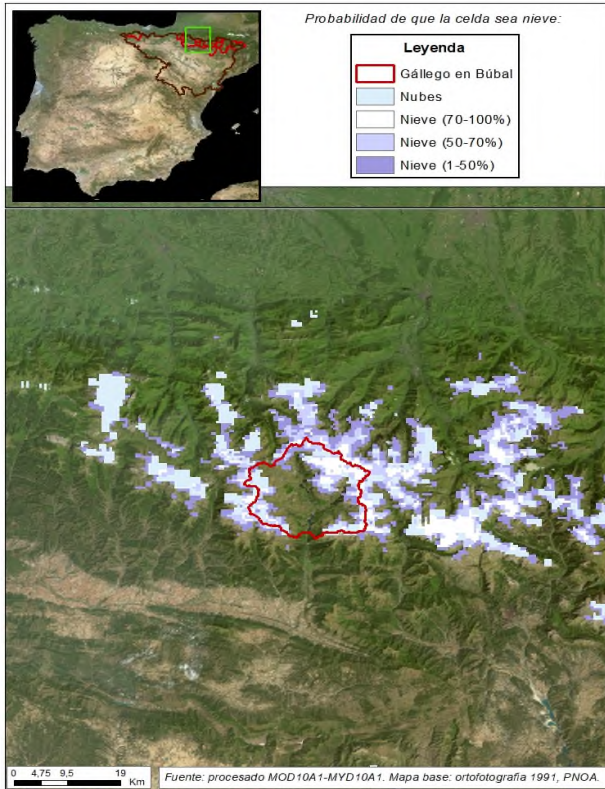 Probabilidad de que la celda sea nieve:
Leyenda
Gállego en Búbal
Nubes
Nieve (70-100%)
Nieve (50-70%)
Nieve (1-50%)
0 4,75 9,5 19
Km
Fuente: procesado MOD10A1-MYD10A1. Mapa base: ortofotografía 1991, PNOA.